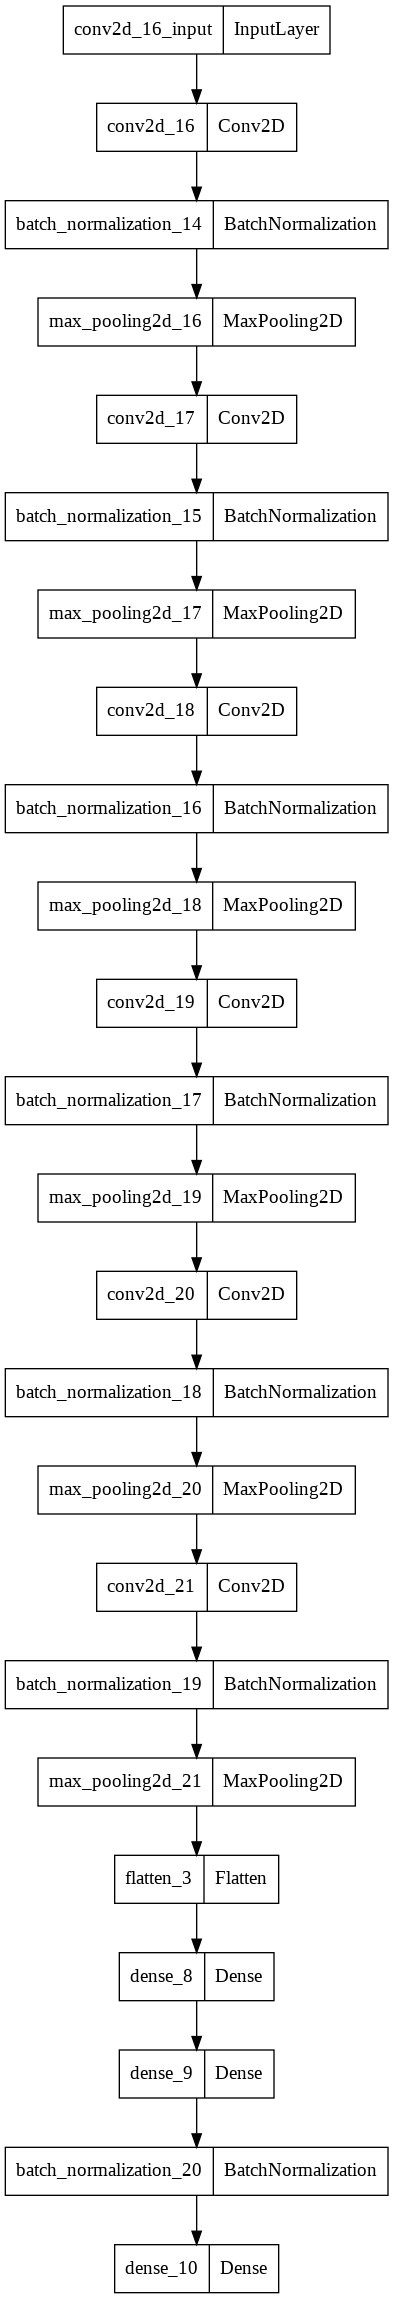 conv2d_16_input InputLayer
conv2d_16 Conv2D
batch_normalization_14 BatchNormalization
max_pooling2d_16 MaxPooling2D
conv2d_17 Conv2D
batch_normalization_15 BatchNormalization
max_pooling2d_17 MaxPooling2D
conv2d_18 Conv2D
batch_normalization_16 BatchNormalization
max_pooling2d_18 MaxPooling2D
conv2d_19 Conv2D
batch_normalization_17 BatchNormalization
max_pooling2d_19 MaxPooling2D
conv2d_20 Conv2D
batch_normalization_18 BatchNormalization
max_pooling2d_20 MaxPooling2D
conv2d_21 Conv2D
batch_normalization_19 BatchNormalization
max_pooling2d_21 MaxPooling2D
flatten_3 Flatten
dense_8 Dense
dense_9 Dense
batch_normalization_20 BatchNormalization
dense_10 Dense